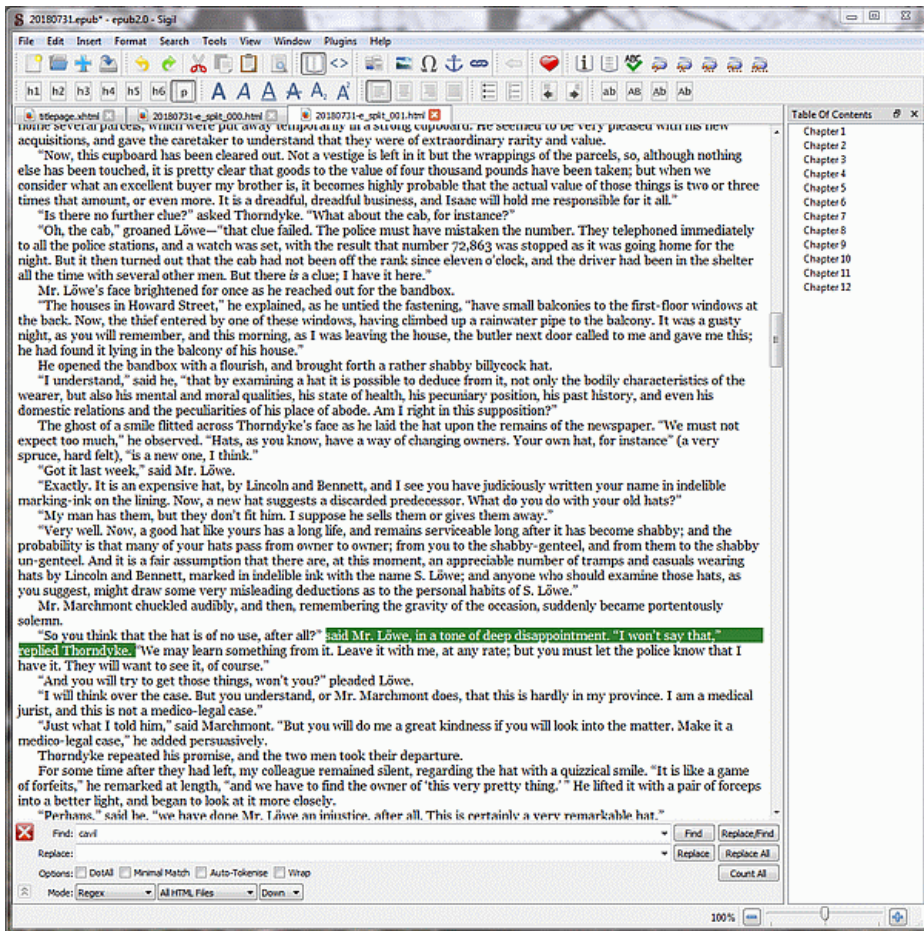 20180731.epub* - epub2.0 - Sigil
File Edit Insert Format Search Tools View Window Plugins Help
h1 h2 h3 h4 h5 h6 p A A A A A₂ A² ab AB Ab Ab
titlepage.xhtml 20180731-e_split_000.html 20180731-e_split_001.html
home several parcels, which were put away temporarily in a strong cupboard. He seemed to be very pleased with his new
acquisitions, and gave the caretaker to understand that they were of extraordinary rarity and value.
“Now, this cupboard has been cleared out. Not a vestige is left in it but the wrappings of the parcels, so, although nothing
else has been touched, it is pretty clear that goods to the value of four thousand pounds have been taken; but when we
consider what an excellent buyer my brother is, it becomes highly probable that the actual value of those things is two or three
times that amount, or even more. It is a dreadful, dreadful business, and Isaac will hold me responsible for it all.”
“Is there no further clue?” asked Thorndyke. “What about the cab, for instance?”
“Oh, the cab,” groaned Löwe—“that clue failed. The police must have mistaken the number. They telephoned immediately
to all the police stations, and a watch was set, with the result that number 72,863 was stopped as it was going home for the
night. But it then turned out that the cab had not been off the rank since eleven o’clock, and the driver had been in the shelter
all the time with several other men. But there is a clue; I have it here.”
Mr. Löwe’s face brightened for once as he reached out for the bandbox.
“The houses in Howard Street,” he explained, as he untied the fastening, “have small balconies to the first-floor windows at
the back. Now, the thief entered by one of these windows, having climbed up a rainwater pipe to the balcony. It was a gusty
night, as you will remember, and this morning, as I was leaving the house, the butler next door called to me and gave me this;
he had found it lying in the balcony of his house.”
He opened the bandbox with a flourish, and brought forth a rather shabby billycock hat.
“I understand,” said he, “that by examining a hat it is possible to deduce from it, not only the bodily characteristics of the
wearer, but also his mental and moral qualities, his state of health, his pecuniary position, his past history, and even his
domestic relations and the peculiarities of his place of abode. Am I right in this supposition?”
The ghost of a smile flitted across Thorndyke’s face as he laid the hat upon the remains of the newspaper. “We must not
expect too much,” he observed. “Hats, as you know, have a way of changing owners. Your own hat, for instance” (a very
spruce, hard felt), “is a new one, I think.”
“Got it last week,” said Mr. Löwe.
“Exactly. It is an expensive hat, by Lincoln and Bennett, and I see you have judiciously written your name in indelible
marking-ink on the lining. Now, a new hat suggests a discarded predecessor. What do you do with your old hats?”
“My man has them, but they don’t fit him. I suppose he sells them or gives them away.”
“Very well. Now, a good hat like yours has a long life, and remains serviceable long after it has become shabby; and the
probability is that many of your hats pass from owner to owner; from you to the shabby-genteel, and from them to the shabby
un-genteel. And it is a fair assumption that there are, at this moment, an appreciable number of tramps and casuals wearing
hats by Lincoln and Bennett, marked in indelible ink with the name S. Löwe; and anyone who should examine those hats, as
you suggest, might draw some very misleading deductions as to the personal habits of S. Löwe.”
Mr. Marchmont chuckled audibly, and then, remembering the gravity of the occasion, suddenly became portentously
solemn.
“So you think that the hat is of no use, after all?” said Mr. Löwe, in a tone of deep disappointment. “I won’t say that,”
replied Thorndyke. “We may learn something from it. Leave it with me, at any rate; but you must let the police know that I
have it. They will want to see it, of course.”
“And you will try to get those things, won’t you?” pleaded Löwe.
“I will think over the case. But you understand, or Mr. Marchmont does, that this is hardly in my province. I am a medical
jurist, and this is not a medico-legal case.”
“Just what I told him,” said Marchmont. “But you will do me a great kindness if you will look into the matter. Make it a
medico-legal case,” he added persuasively.
Thorndyke repeated his promise, and the two men took their departure.
For some time after they had left, my colleague remained silent, regarding the hat with a quizzical smile. “It is like a game
of forfeits,” he remarked at length, “and we have to find the owner of ‘this very pretty thing.’ ” He lifted it with a pair of forceps
into a better light, and began to look at it more closely.
“Perhaps,” said he, “we have done Mr. Löwe an injustice, after all. This is certainly a very remarkable hat.”
Table Of Contents
Chapter 1
Chapter 2
Chapter 3
Chapter 4
Chapter 5
Chapter 6
Chapter 7
Chapter 8
Chapter 9
Chapter 10
Chapter 11
Chapter 12
Find: cavil Find Replace/Find
Replace: Replace Replace All
Options: DotAll Minimal Match Auto-Tokenise Wrap Count All
Mode: Regex All HTML Files Down
100%